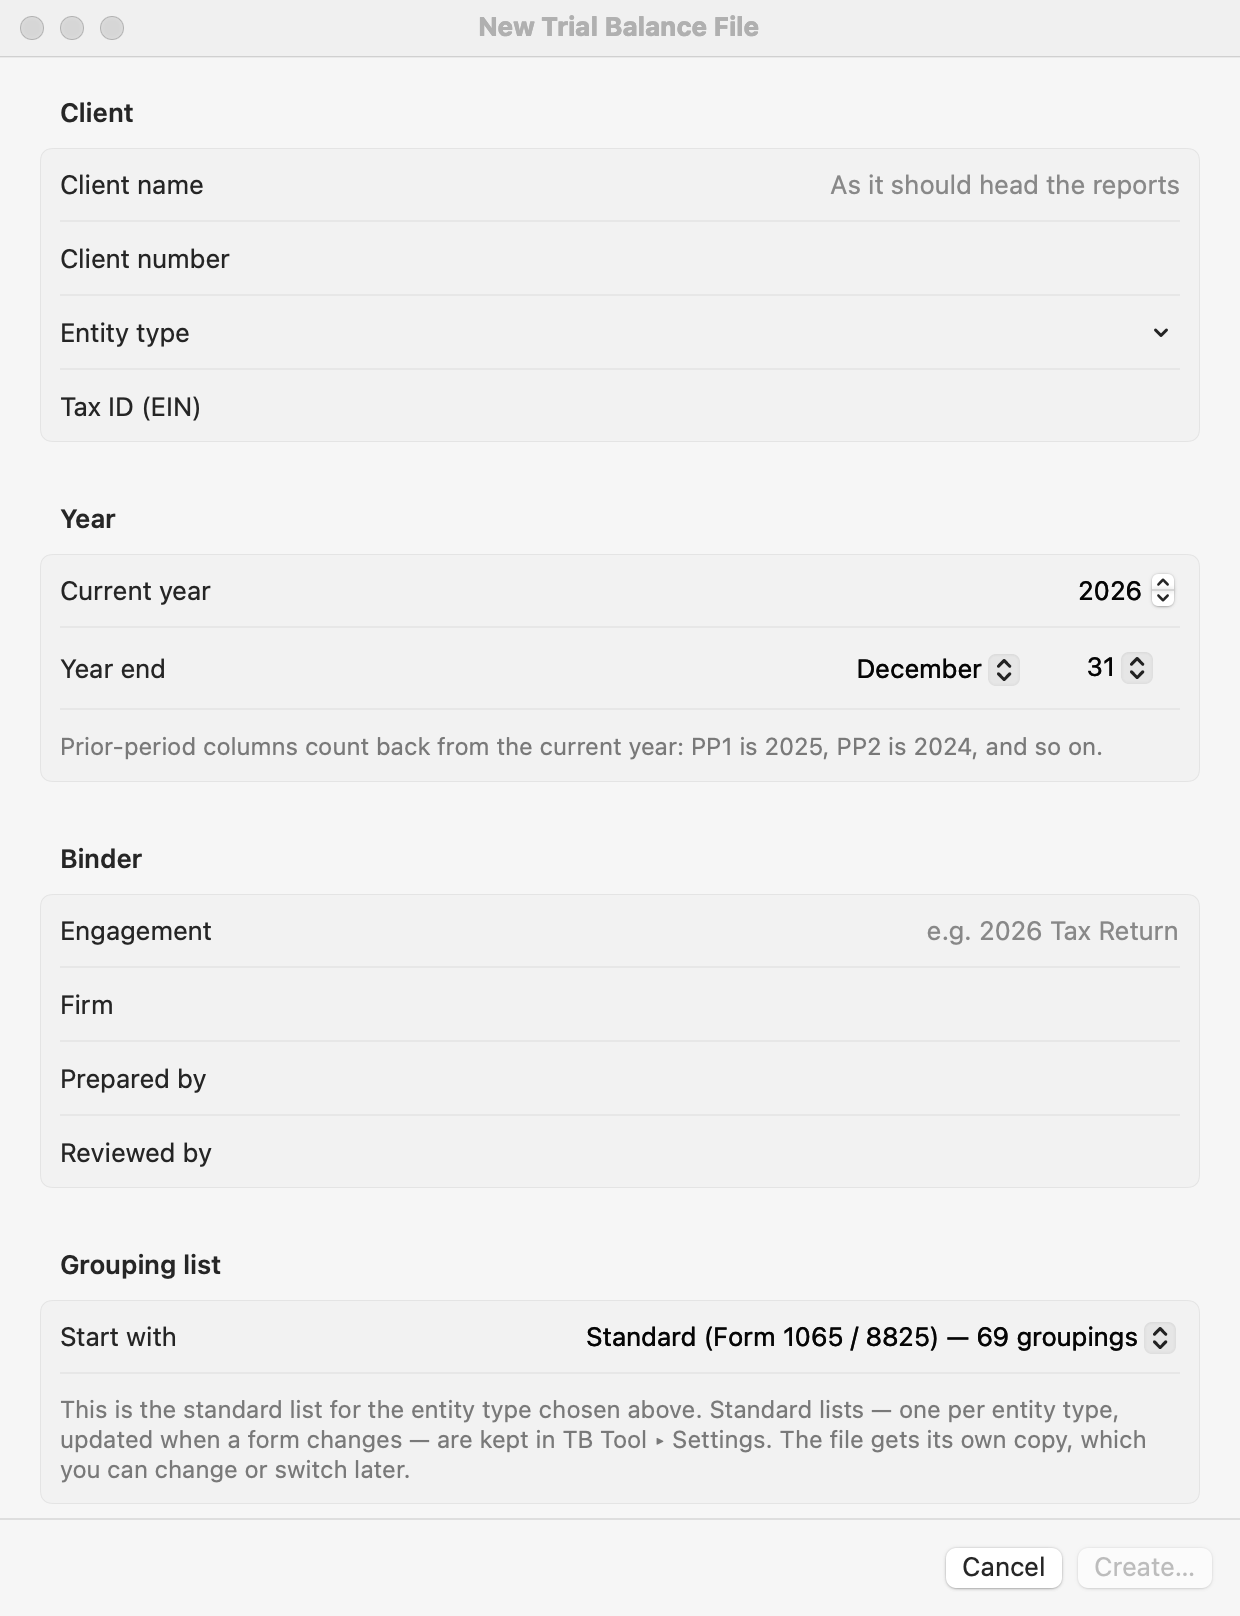 New Trial Balance File
Client
Client name As it should head the reports
Client number
Entity type
Tax ID (EIN)
Year
Current year 2026
Year end December 31
Prior-period columns count back from the current year: PP1 is 2025, PP2 is 2024, and so on.
Binder
Engagement e.g. 2026 Tax Return
Firm
Prepared by
Reviewed by
Grouping list
Start with Standard (Form 1065 / 8825) — 69 groupings
This is the standard list for the entity type chosen above. Standard lists — one per entity type,
updated when a form changes — are kept in TB Tool ▸ Settings. The file gets its own copy, which
you can change or switch later.
Cancel Create...